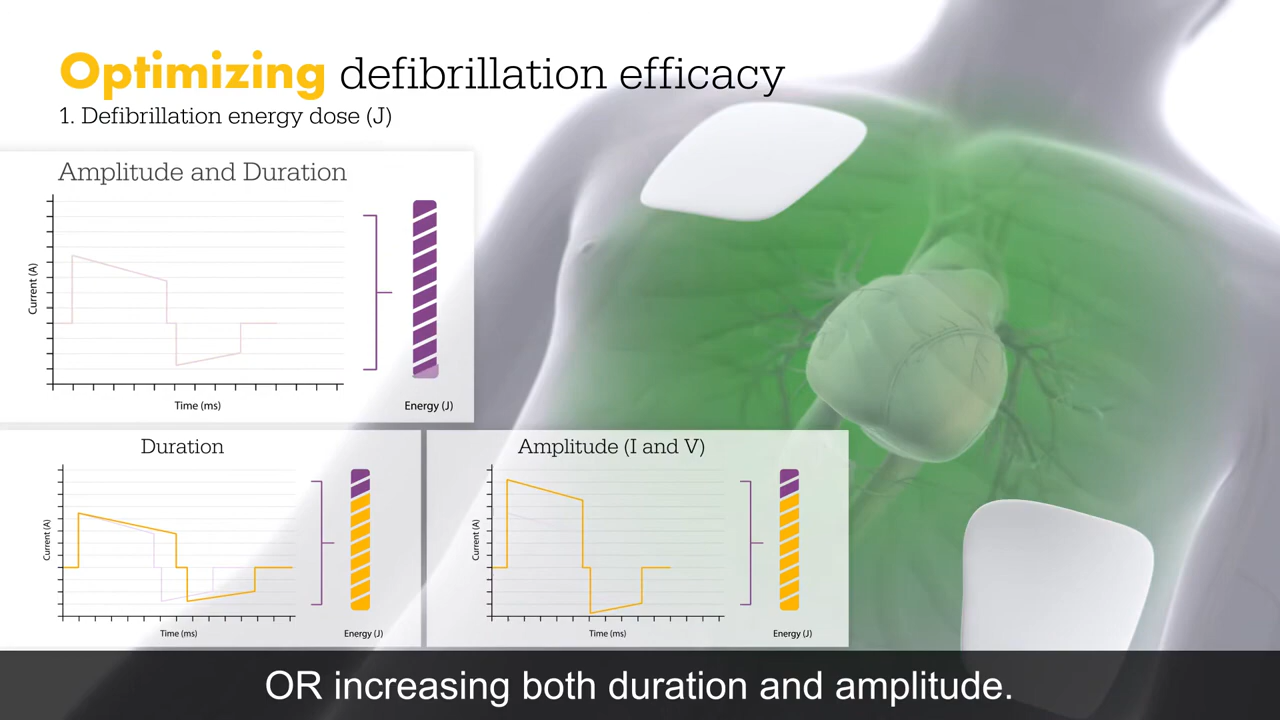 Optimizing defibrillation efficacy
1. Defibrillation energy dose (J)
Amplitude and Duration
Current (A)
Time (ms)
Energy (J)
Duration
Current (A)
Time (ms)
Energy (J)
Amplitude (I and V)
Current (A)
Time (ms)
Energy (J)
OR increasing both duration and amplitude.